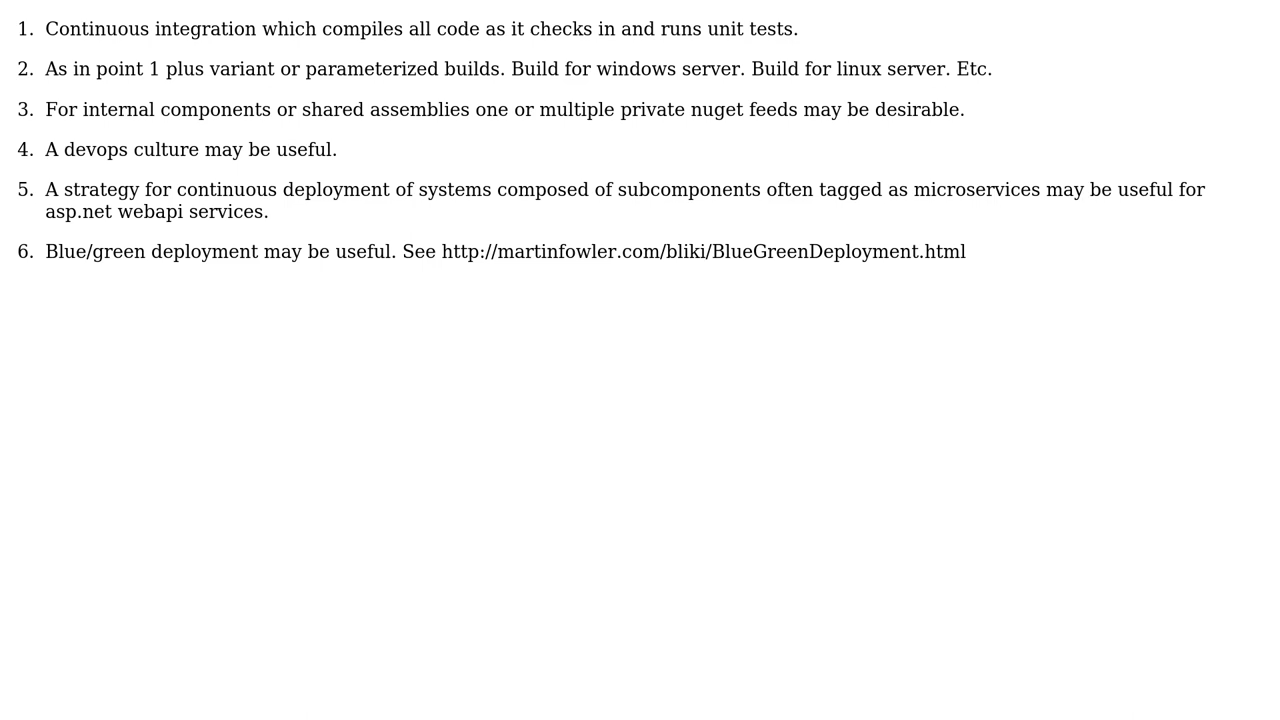 1. Continuous integration which compiles all code as it checks in and runs unit tests.
2. As in point 1 plus variant or parameterized builds. Build for windows server. Build for linux server. Etc.
3. For internal components or shared assemblies one or multiple private nuget feeds may be desirable.
4. A devops culture may be useful.
5. A strategy for continuous deployment of systems composed of subcomponents often tagged as microservices may be useful for
asp.net webapi services.
6. Blue/green deployment may be useful. See http://martinfowler.com/bliki/BlueGreenDeployment.html